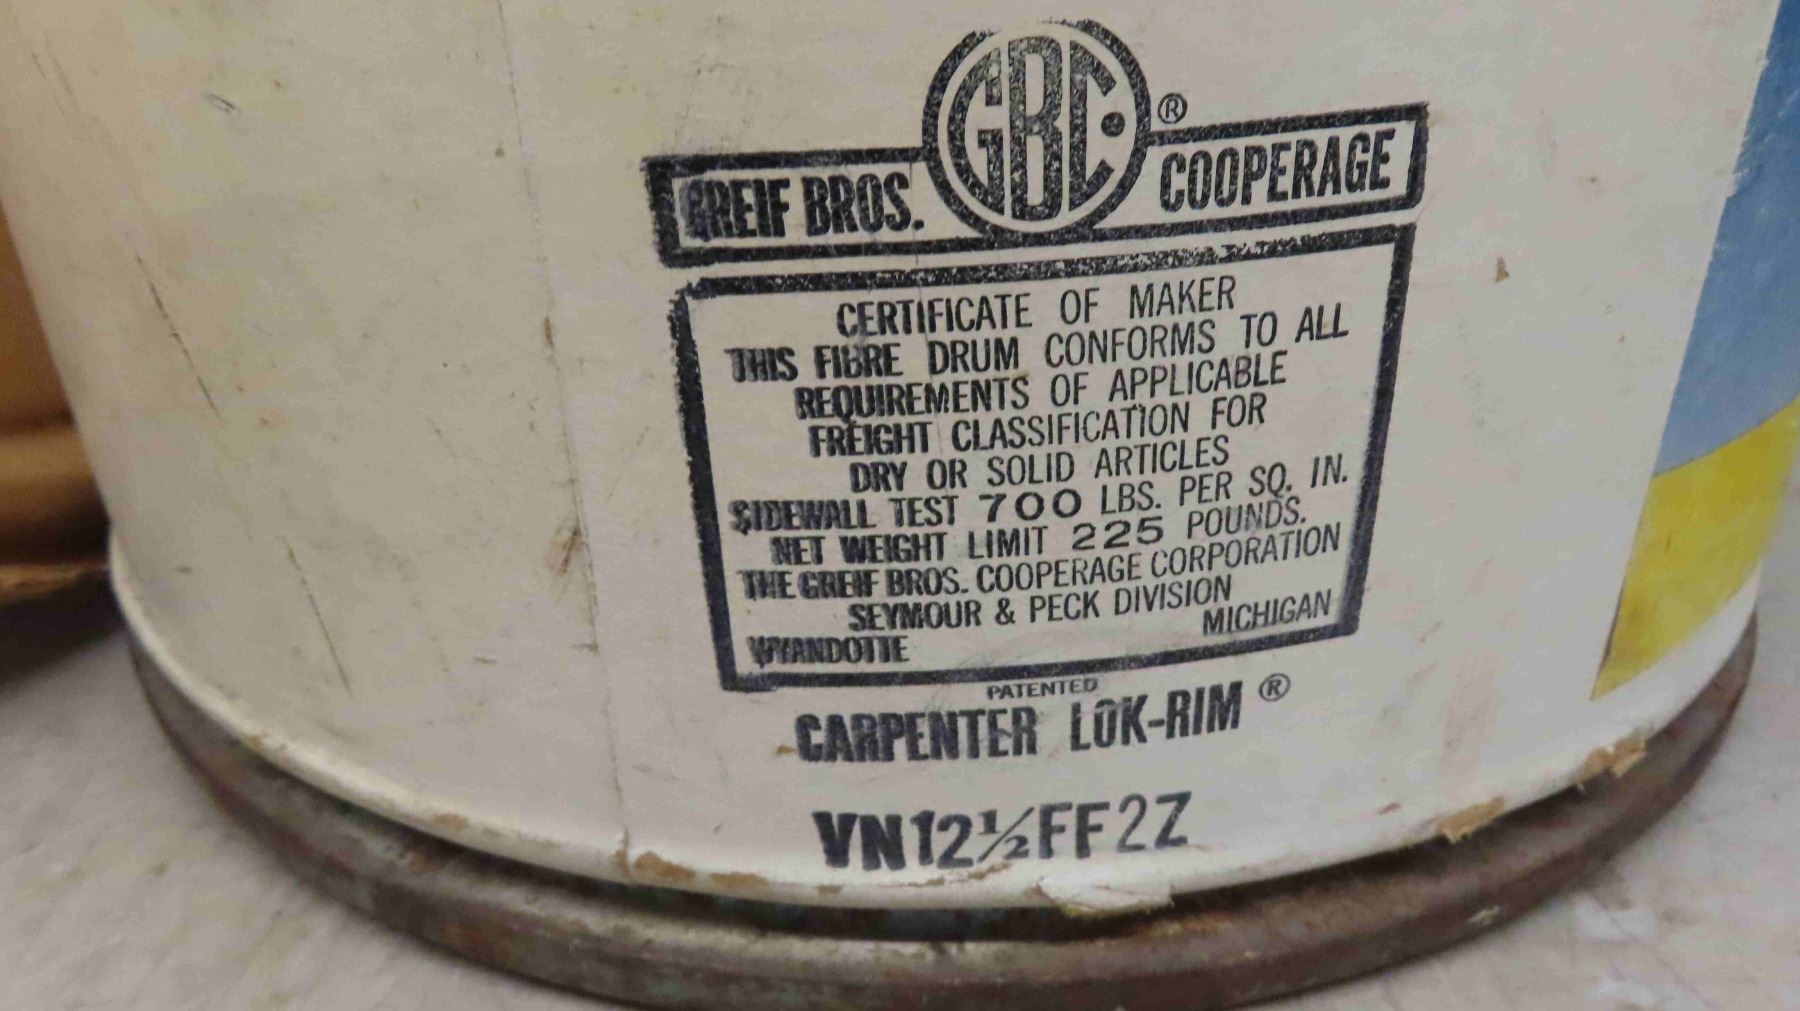 GBC ®
GREIF BROS. COOPERAGE
CERTIFICATE OF MAKER
THIS FIBRE DRUM CONFORMS TO ALL
REQUIREMENTS OF APPLICABLE
FREIGHT CLASSIFICATION FOR
DRY OR SOLID ARTICLES
SIDEWALL TEST 700 LBS. PER SQ. IN.
NET WEIGHT LIMIT 225 POUNDS.
THE GREIF BROS. COOPERAGE CORPORATION
SEYMOUR & PECK DIVISION
WYANDOTTE MICHIGAN
PATENTED
CARPENTER LOK-RIM ®
VN12½FF2Z